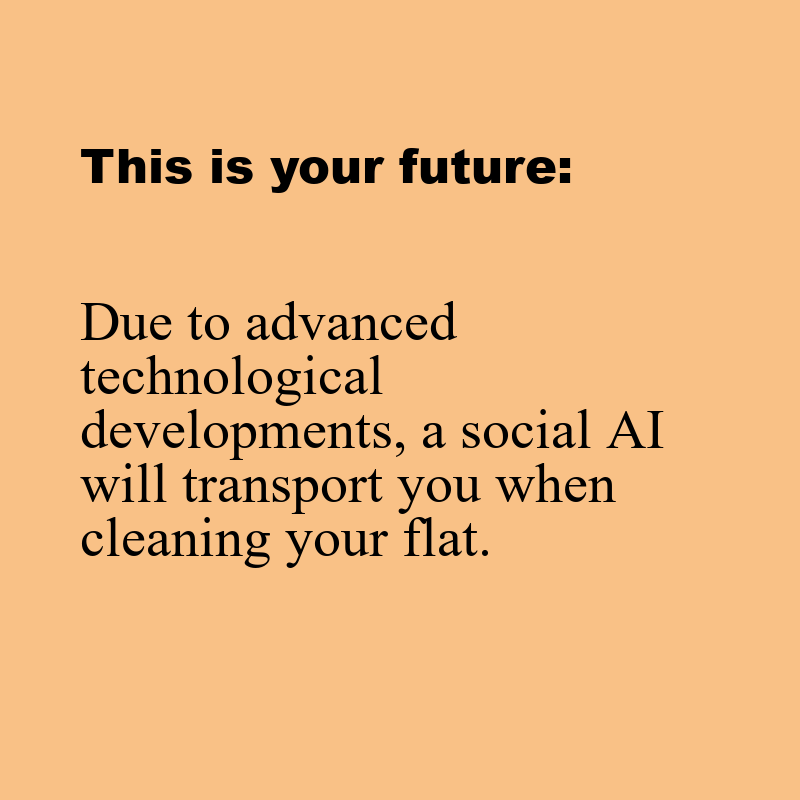 This is your future:
Due to advanced
technological
developments, a social AI
will transport you when
cleaning your flat.